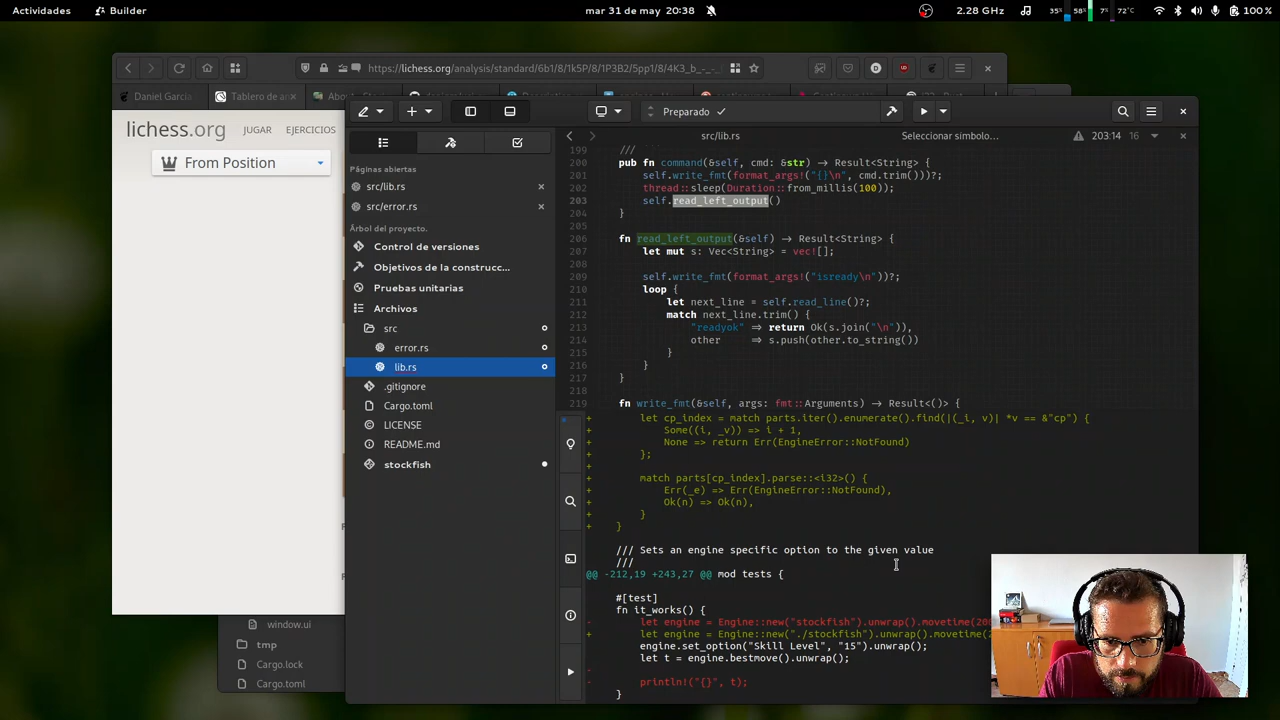 Actividades
Builder
mar 31 de may 20:38
2.28 GHz
35%
58%
7%
72°C
100 %
https://lichess.org/analysis/standard/6b1/8/1k5P/8/1P3B2/5pp1/8/4K3_b_-_-
Daniel García
Tablero de an
lichess.org
JUGAR
EJERCICIOS
From Position
Preparado ✓
src/lib.rs
Seleccionar símbolo…
203:14
16
Páginas abiertas
src/lib.rs
src/error.rs
Árbol del proyecto.
Control de versiones
Objetivos de la construcc...
Pruebas unitarias
Archivos
src
error.rs
lib.rs
.gitignore
Cargo.toml
LICENSE
README.md
stockfish
window.ui
tmp
Cargo.lock
Cargo.toml
199 ///
200 pub fn command(&self, cmd: &str) → Result<String> {
201 self.write_fmt(format_args!("{}\n", cmd.trim()))?;
202 thread::sleep(Duration::from_millis(100));
203 self.read_left_output()
204 }
205
206 fn read_left_output(&self) → Result<String> {
207 let mut s: Vec<String> = vec![];
208
209 self.write_fmt(format_args!("isready\n"))?;
210 loop {
211 let next_line = self.read_line()?;
212 match next_line.trim() {
213 "readyok" ⇒ return Ok(s.join("\n")),
214 other ⇒ s.push(other.to_string())
215 }
216 }
217 }
218
219 fn write_fmt(&self, args: fmt::Arguments) → Result<()> {
+ let cp_index = match parts.iter().enumerate().find(|(_i, v)| *v == &"cp") {
+ Some((i, _v)) => i + 1,
+ None => return Err(EngineError::NotFound)
+ };
+
+ match parts[cp_index].parse::<i32>() {
+ Err(_e) => Err(EngineError::NotFound),
+ Ok(n) => Ok(n),
+ }
+ }
/// Sets an engine specific option to the given value
///
@@ -212,19 +243,27 @@ mod tests {
#[test]
fn it_works() {
- let engine = Engine::new("stockfish").unwrap().movetime(200
+ let engine = Engine::new("./stockfish").unwrap().movetime(2
engine.set_option("Skill Level", "15").unwrap();
let t = engine.bestmove().unwrap();
-
- println!("{}", t);
}